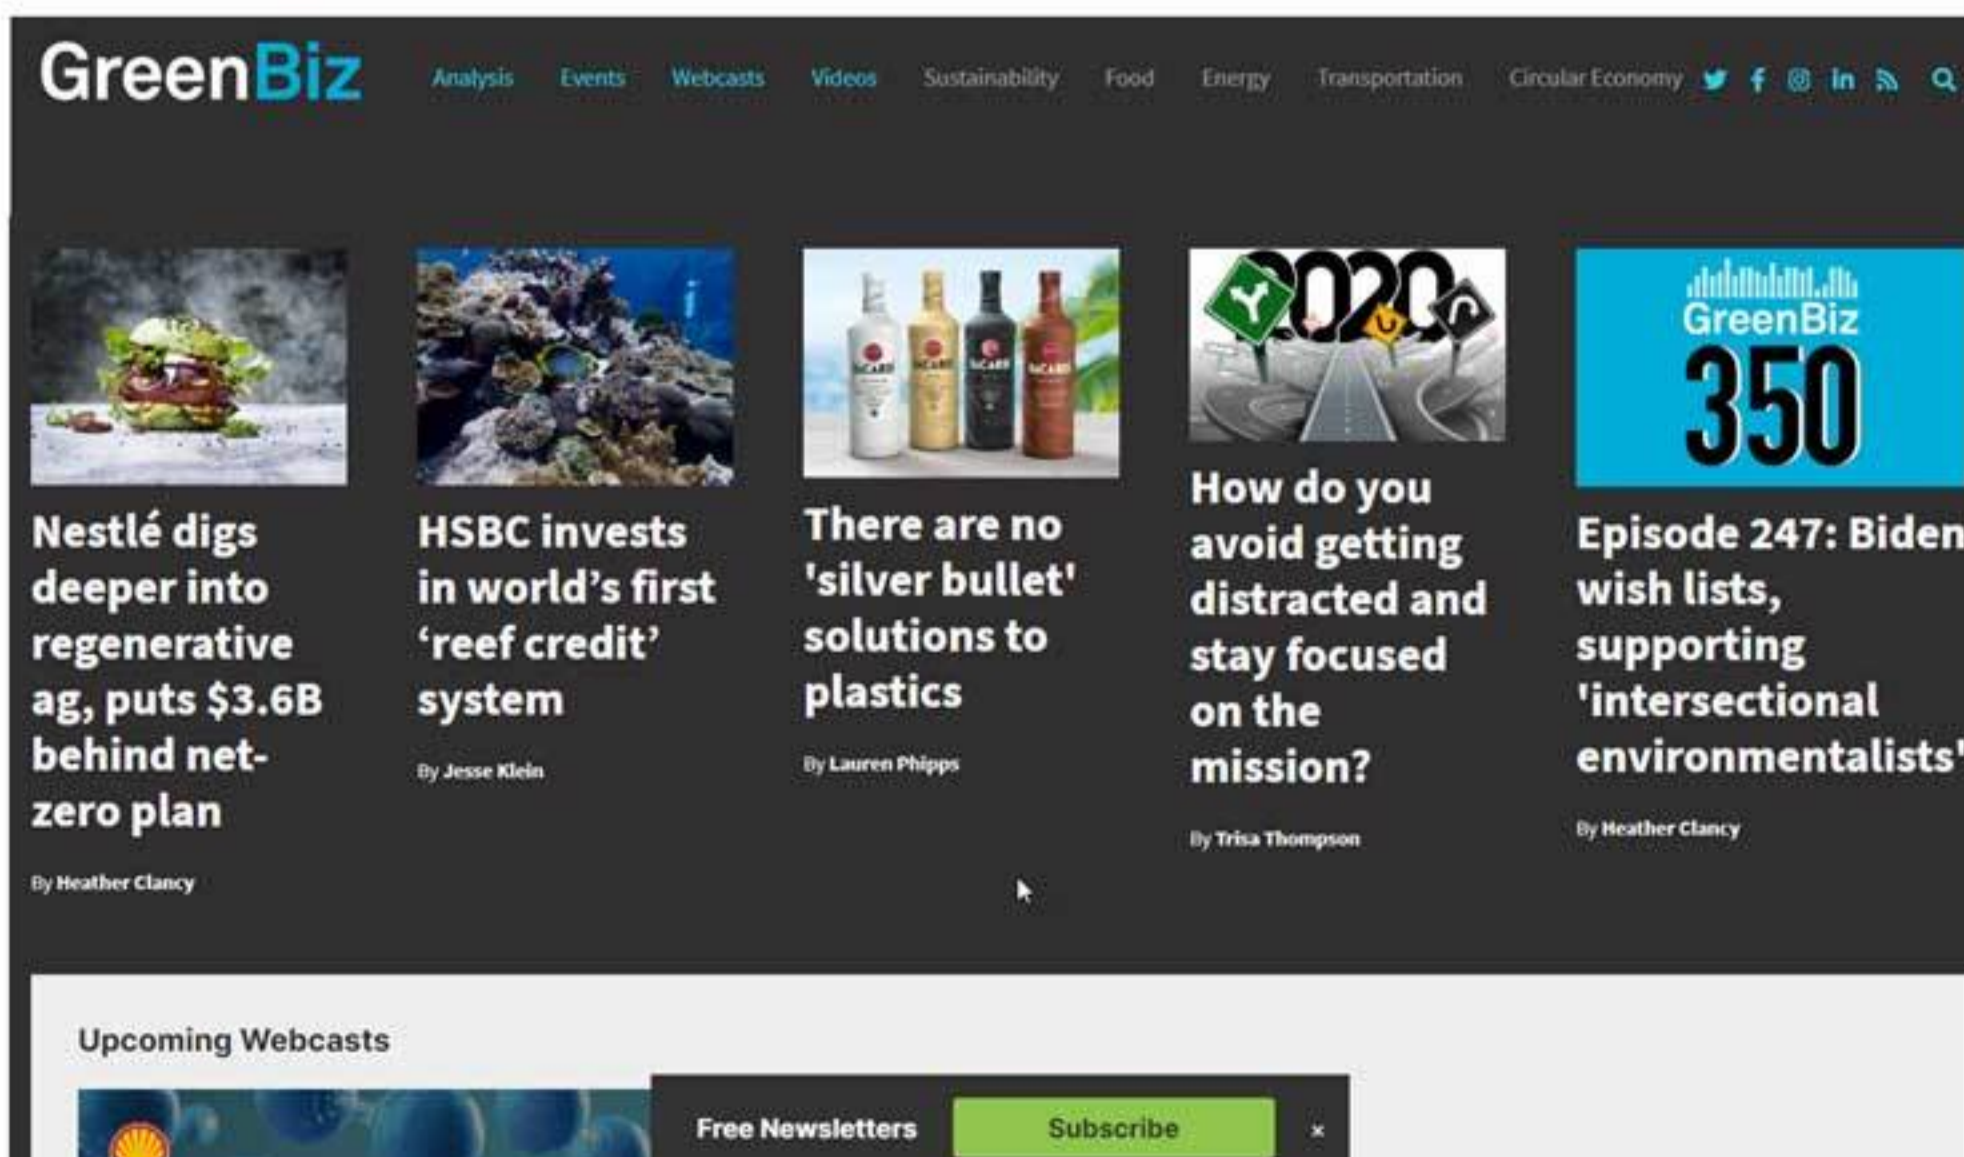 GreenBiz
Analysis Events Webcasts Videos Sustainability Food Energy Transportation Circular Economy
2020
GreenBiz
350
BACARDI BACARDI BACARDI
Nestlé digs
deeper into
regenerative
ag, puts $3.6B
behind net-
zero plan
By Heather Clancy
HSBC invests
in world’s first
‘reef credit’
system
By Jesse Klein
There are no
'silver bullet'
solutions to
plastics
By Lauren Phipps
How do you
avoid getting
distracted and
stay focused
on the
mission?
By Trisa Thompson
Episode 247: Biden
wish lists,
supporting
'intersectional
environmentalists'
By Heather Clancy
Upcoming Webcasts
Free Newsletters
Subscribe
×